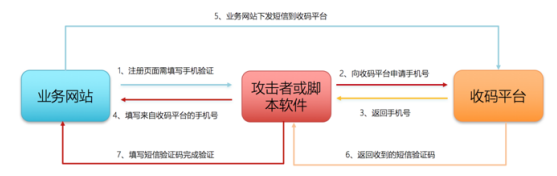 5、业务网站下发短信到收码平台
1、注册页面需填写手机验证
2、向收码平台申请手机号
业务网站
攻击者或脚
本软件
收码平台
4、填写来自收码平台的手机号
3、返回手机号
7、填写短信验证码完成验证
6、返回收到的短信验证码